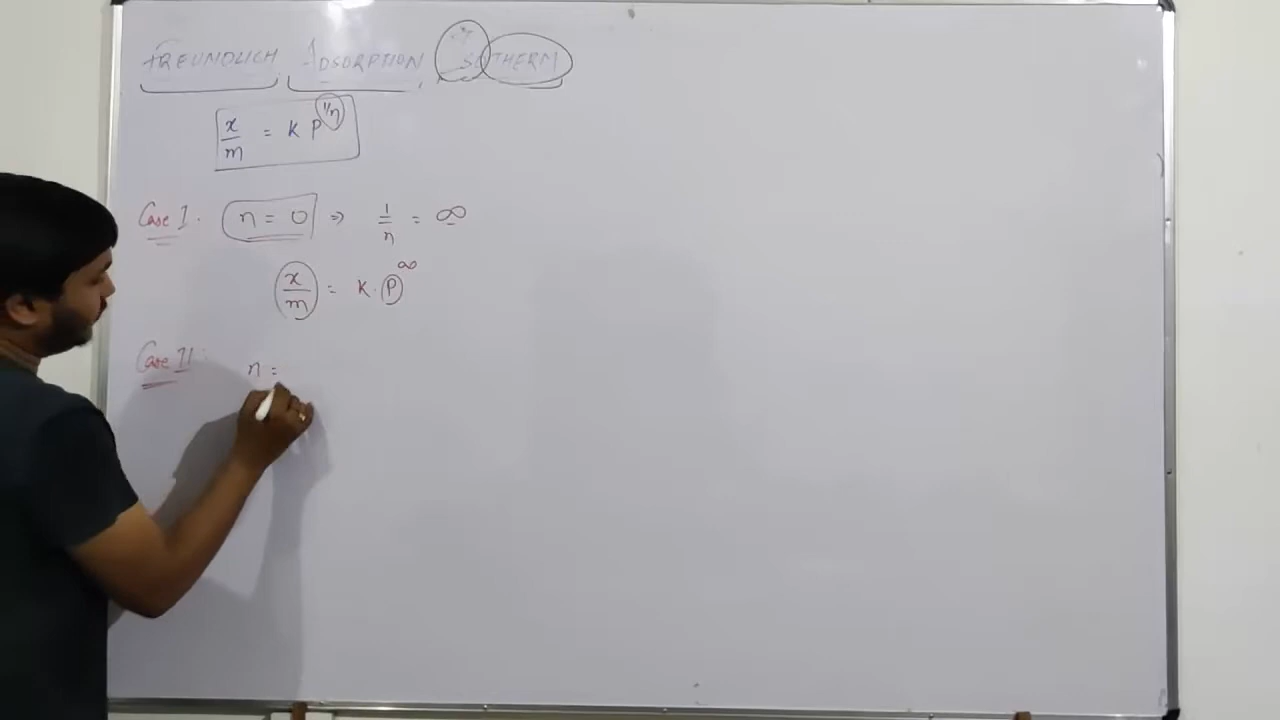 FREUNDLICH ADSORPTION ISOTHERM
x/m = K P^1/n
Case I. n = 0 ⇒ 1/n = ∞
x/m = K . P^∞
Case II: n =